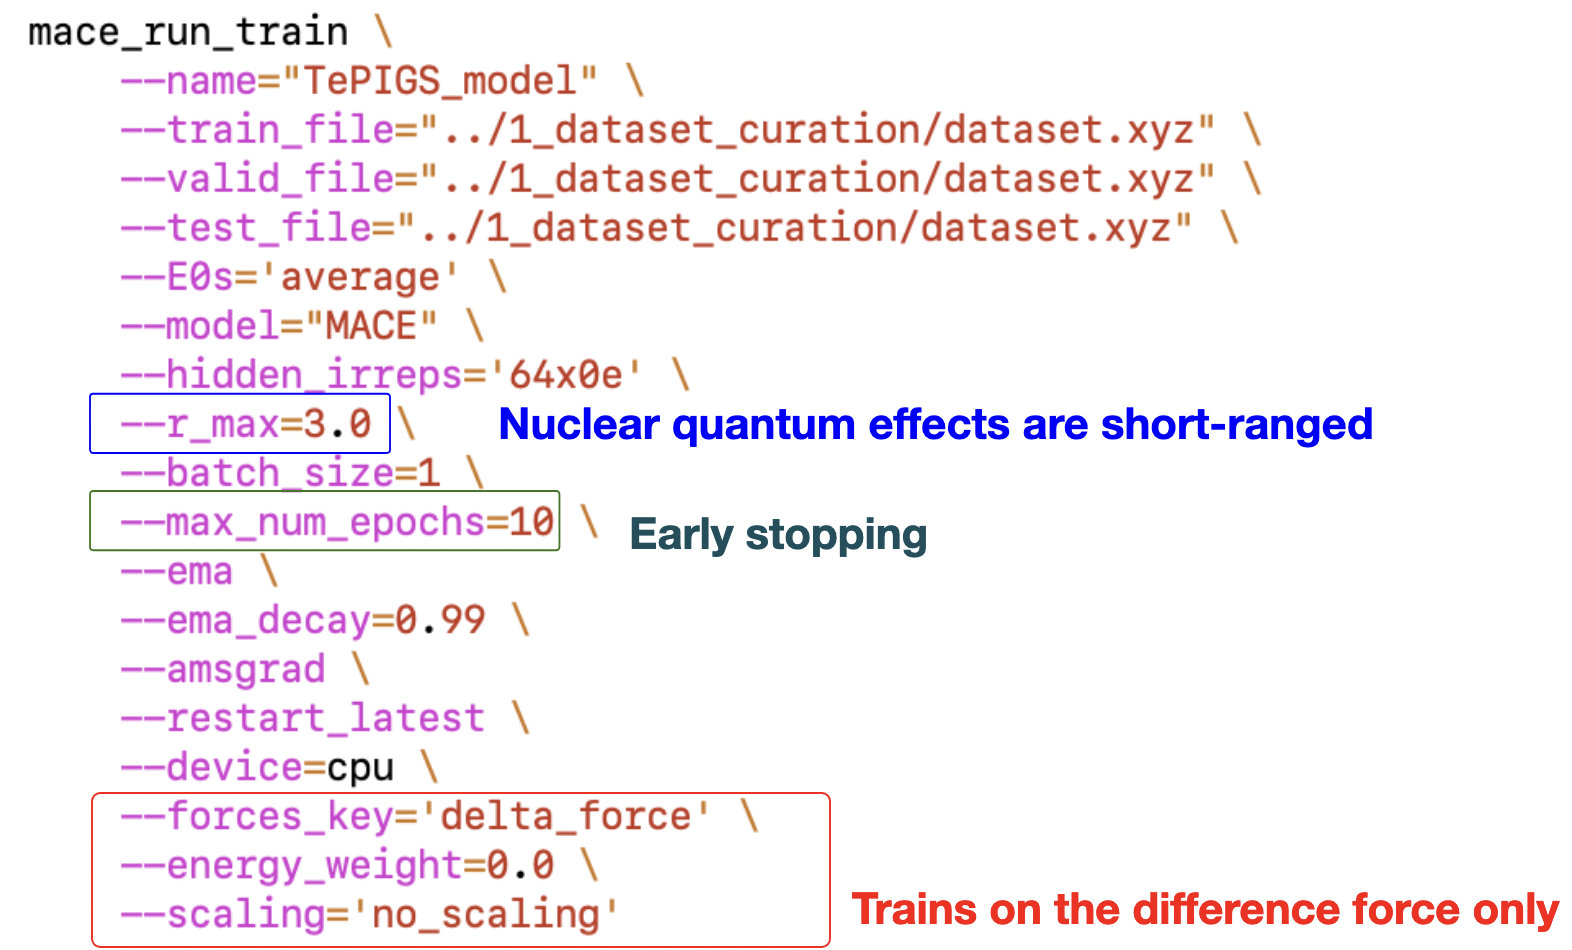 mace_run_train \
--name="TePIGS_model" \
--train_file="../1_dataset_curation/dataset.xyz" \
--valid_file="../1_dataset_curation/dataset.xyz" \
--test_file="../1_dataset_curation/dataset.xyz" \
--E0s='average' \
--model="MACE" \
--hidden_irreps='64x0e' \
--r_max=3.0 \ Nuclear quantum effects are short-ranged
--batch_size=1 \
--max_num_epochs=10 \ Early stopping
--ema \
--ema_decay=0.99 \
--amsgrad \
--restart_latest \
--device=cpu \
--forces_key='delta_force' \
--energy_weight=0.0 \
--scaling='no_scaling' Trains on the difference force only